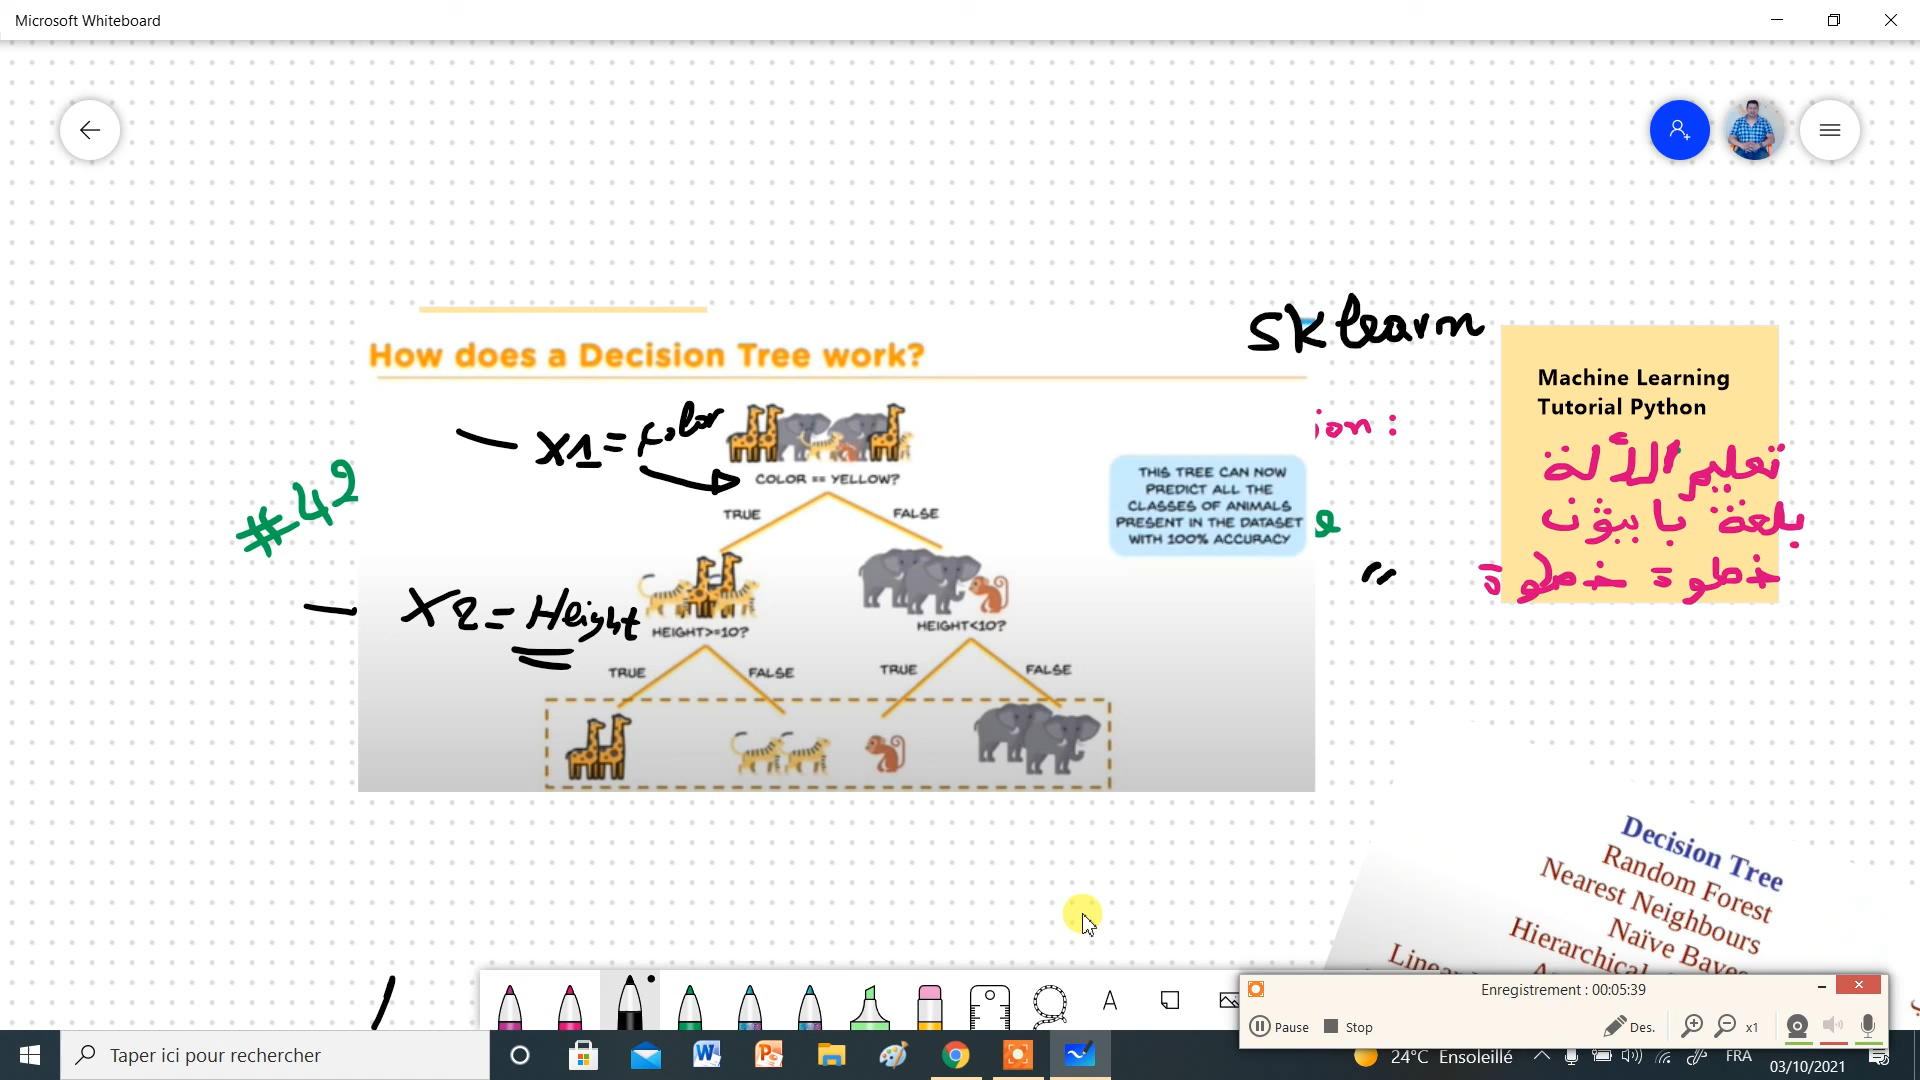 Microsoft Whiteboard
sklearn
How does a Decision Tree work?
Machine Learning
Tutorial Python
تعليم الألة
بلعة بايثون
خطوة خطوة
x1 = color
ion :
COLOR == YELLOW?
TRUE
FALSE
THIS TREE CAN NOW
PREDICT ALL THE
CLASSES OF ANIMALS
PRESENT IN THE DATASET
WITH 100% ACCURACY
#42
x2 = Height
HEIGHT>=10?
HEIGHT<10?
TRUE
FALSE
TRUE
FALSE
Decision Tree
Random Forest
Nearest Neighbours
Naïve Bayes
Hierarchical
Linear
Enregistrement : 00:05:39
Pause
Stop
Des.
x1
Taper ici pour rechercher
24°C Ensoleillé
FRA
03/10/2021